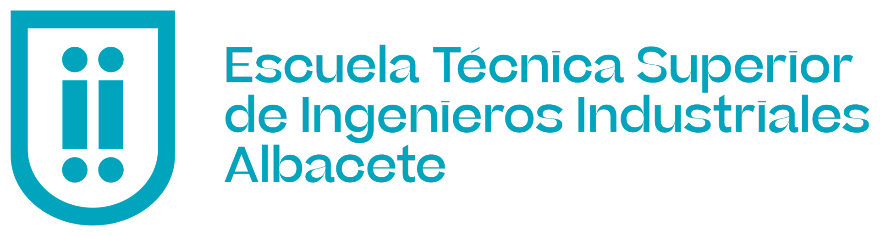 Escuela Técnica Superior
de Ingenieros Industriales
Albacete